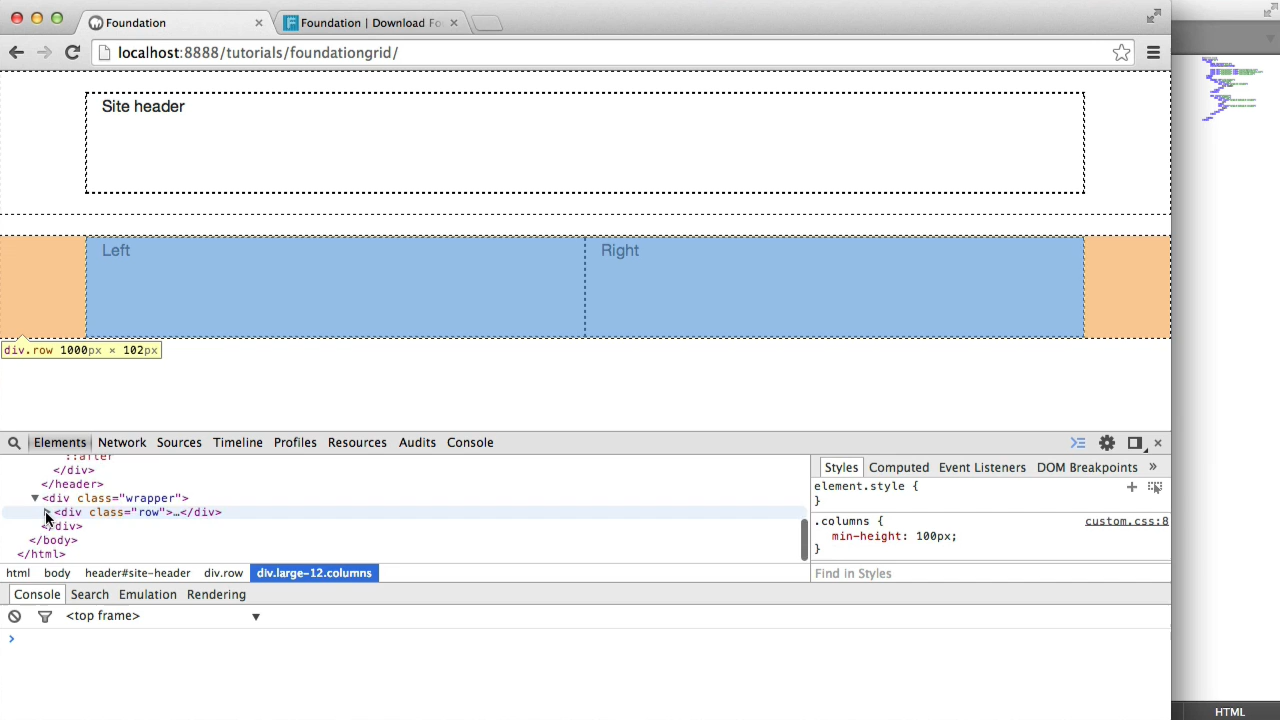 Foundation
Foundation | Download Fo
localhost:8888/tutorials/foundationgrid/
Site header
Left
Right
div.row 1000px × 102px
Elements Network Sources Timeline Profiles Resources Audits Console
::after
</div>
</header>
<div class="wrapper">
<div class="row">…</div>
</div>
</body>
</html>
html body header#site-header div.row div.large-12.columns
Styles Computed Event Listeners DOM Breakpoints »
element.style {
}
.columns { custom.css:8
min-height: 100px;
}
Find in Styles
Console Search Emulation Rendering
<top frame>
HTML